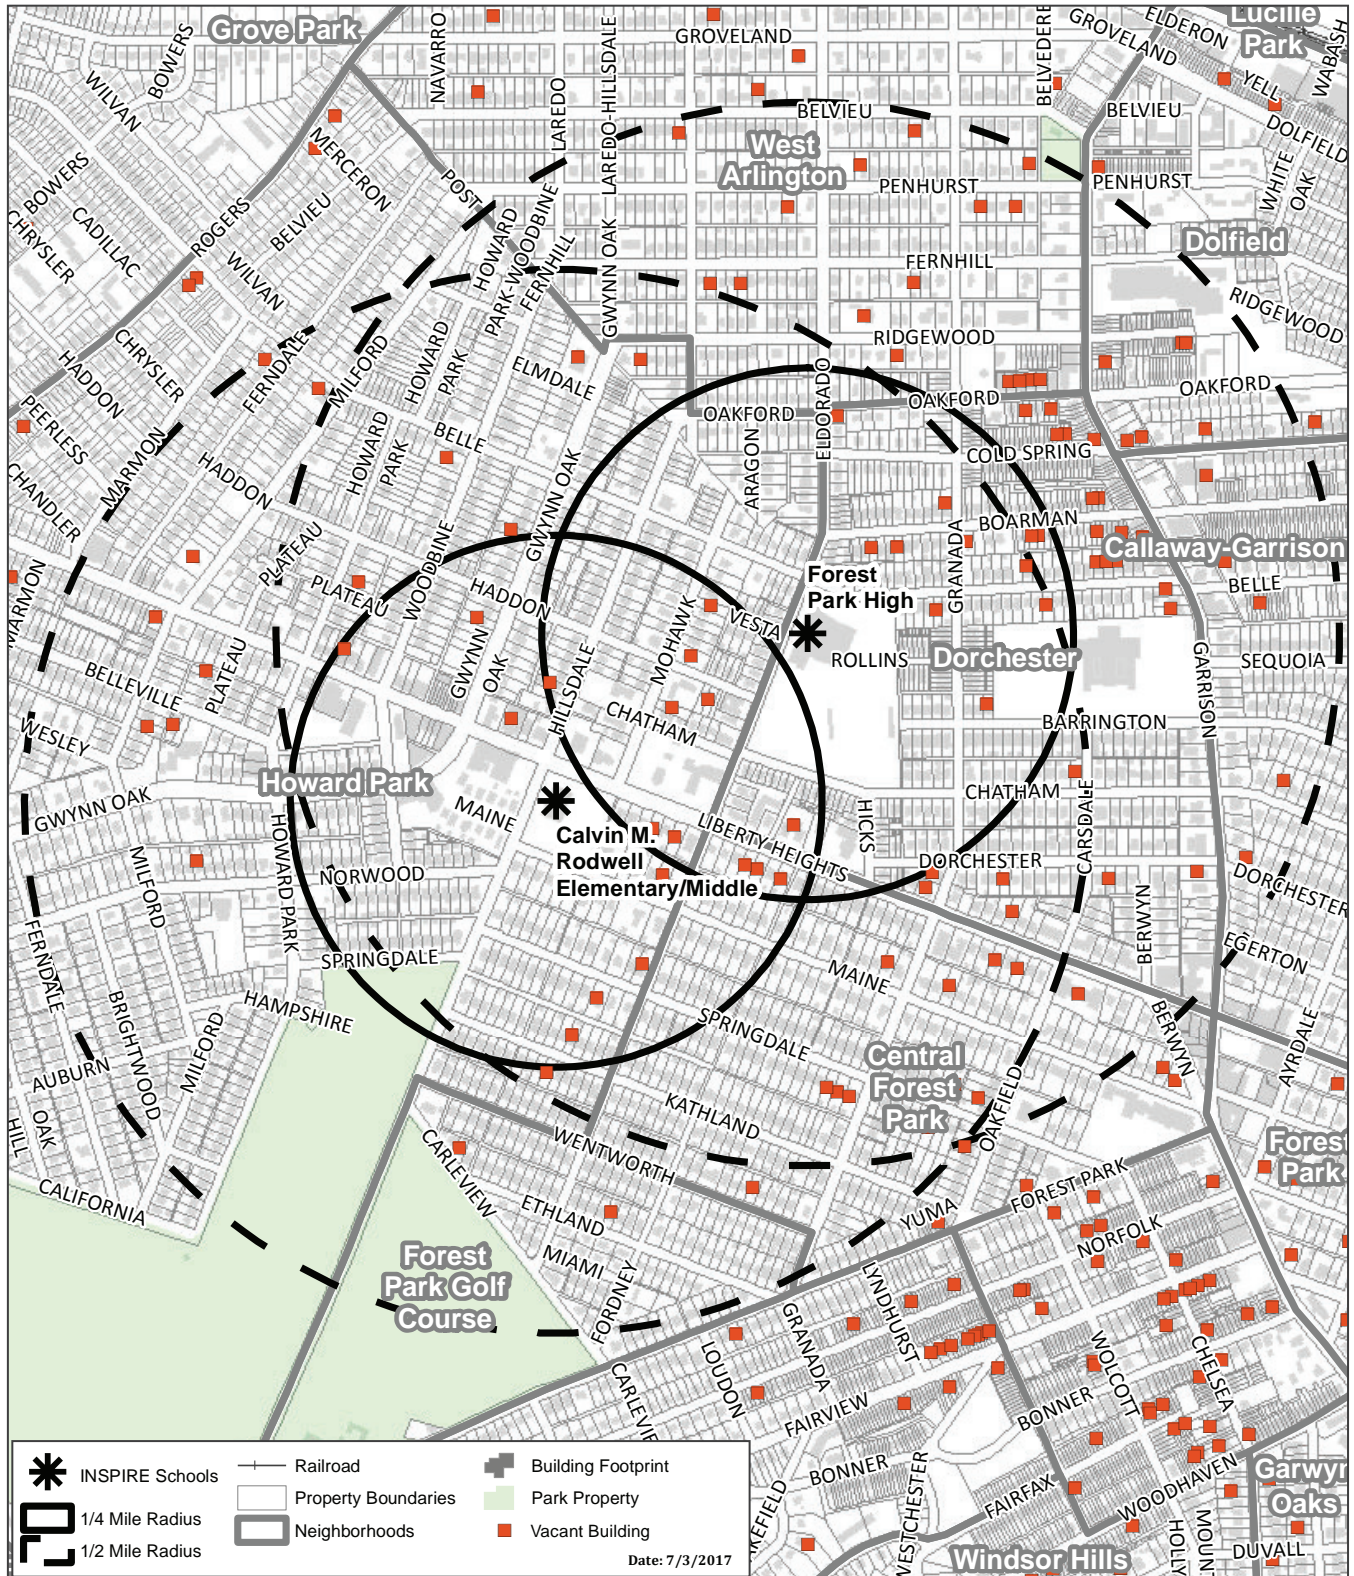 Grove Park
NAVARRO
GROVELAND
BELVEDERE
GROVELAND
ELDERON
Lucille
Park
WABASH
YELL
DOLFIELD
BOWERS
WILVAN
LAREDO
LAREDO-HILLSDALE
BELVIEU
BELVIEU
MERCERON
West
Arlington
POST
PENHURST
PENHURST
WHITE
OAK
BOWERS
CHRYSLER
CADILLAC
ROGERS
BELVIEU
WILVAN
HOWARD
PARK-WOODBINE
FERNHILL
GWYNN OAK
FERNHILL
Dolfield
RIDGEWOOD
RIDGEWOOD
CHRYSLER
HADDON
PEERLESS
FERNDALE
MILFORD
HOWARD
PARK
ELMDALE
ELDORADO
OAKFORD
OAKFORD
OAKFORD
MARMON
HADDON
HOWARD
PARK
BELLE
ARAGON
COLD SPRING
CHANDLER
GWYNN OAK
GRANADA
BOARMAN
Callaway-Garrison
PLATEAU
PLATEAU
WOODBINE
HADDON
MARMON
BELLE
Forest
Park High
MOHAWK
VESTA
ROLLINS
Dorchester
GARRISON
SEQUOIA
PLATEAU
BELLEVILLE
WESLEY
GWYNN
OAK
HILLSDALE
CHATHAM
BARRINGTON
Howard Park
GWYNN OAK
MAINE
CHATHAM
Calvin M.
Rodwell
Elementary/Middle
LIBERTY HEIGHTS
HICKS
CARSDALE
DORCHESTER
DORCHESTER
HOWARD PARK
MILFORD
NORWOOD
BERWYN
EGERTON
SPRINGDALE
MAINE
FERNDALE
BRIGHTWOOD
MILFORD
HAMPSHIRE
SPRINGDALE
BERWYN
AYRDALE
Central
Forest
Park
OAKFIELD
AUBURN
OAK
HILL
KATHLAND
WENTWORTH
CARLEVIEW
Forest
Park
CALIFORNIA
ETHLAND
MIAMI
YUMA
FOREST PARK
NORFOLK
Forest
Park Golf
Course
FORDNEY
LYNDHURST
GRANADA
LOUDON
WOLCOTT
CHELSEA
FAIRVIEW
BONNER
BONNER
FAIRFAX
WOODHAVEN
Garwyn
Oaks
WESTCHESTER
Windsor Hills
HOLLY
MOUNT
DUVALL
INSPIRE Schools
1/4 Mile Radius
1/2 Mile Radius
Railroad
Property Boundaries
Neighborhoods
Building Footprint
Park Property
Vacant Building
Date: 7/3/2017